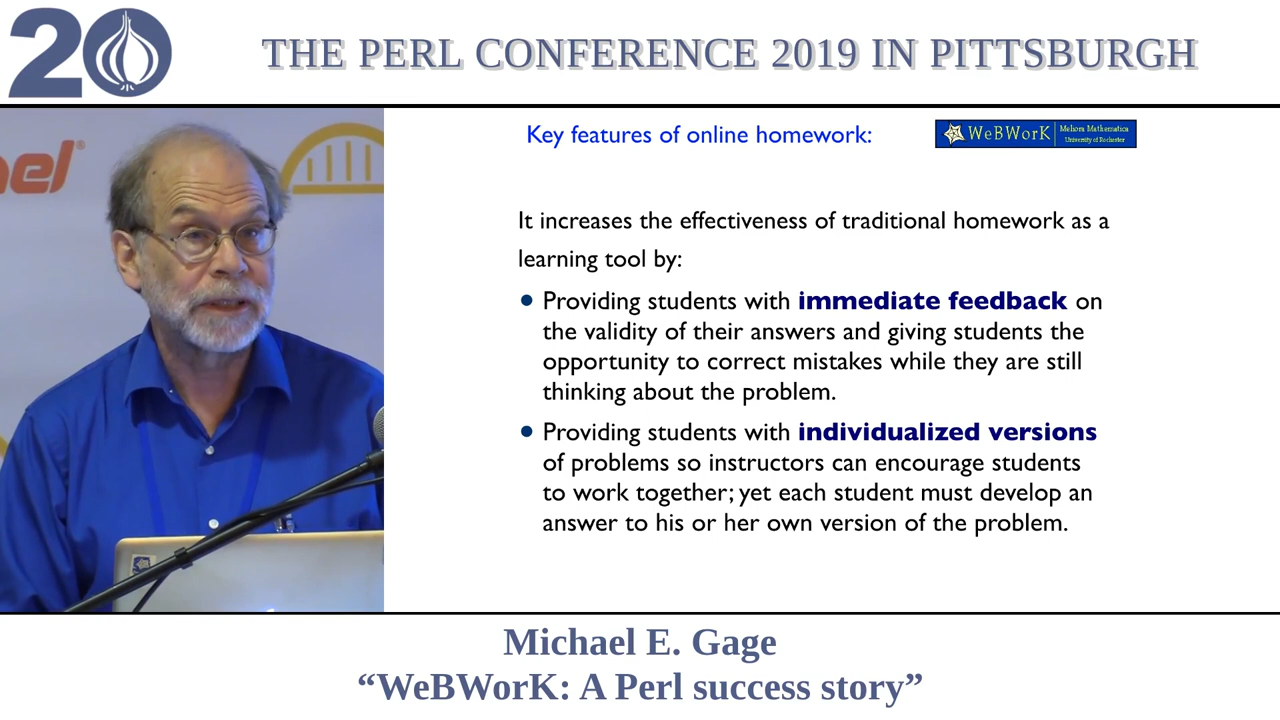 20
THE PERL CONFERENCE 2019 IN PITTSBURGH
nel®
Key features of online homework:
WeBWorK
Meliora Mathematica
University of Rochester
It increases the effectiveness of traditional homework as a
learning tool by:
• Providing students with immediate feedback on
the validity of their answers and giving students the
opportunity to correct mistakes while they are still
thinking about the problem.
• Providing students with individualized versions
of problems so instructors can encourage students
to work together; yet each student must develop an
answer to his or her own version of the problem.
Michael E. Gage
“WeBWorK: A Perl success story”